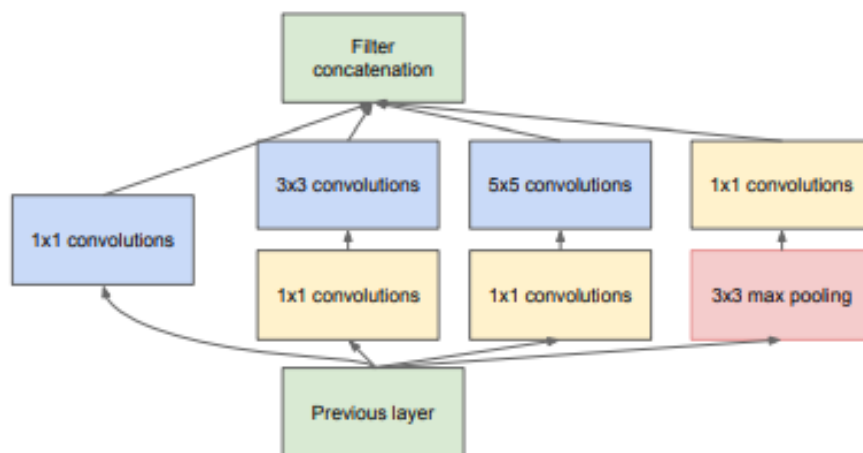 Filter
concatenation
3x3 convolutions
5x5 convolutions
1x1 convolutions
1x1 convolutions
1x1 convolutions
1x1 convolutions
3x3 max pooling
Previous layer